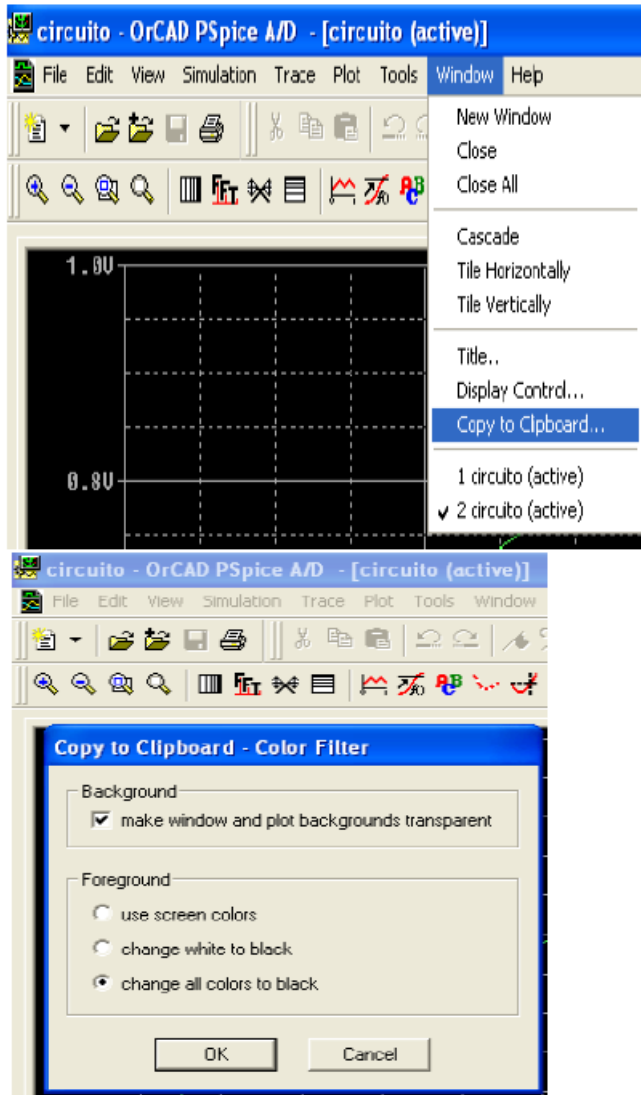 circuito - OrCAD PSpice A/D - [circuito (active)]
File Edit View Simulation Trace Plot Tools Window Help
New Window
Close
Close All
Cascade
Tile Horizontally
Tile Vertically
Title..
Display Control...
Copy to Clipboard...
1 circuito (active)
2 circuito (active)
FFT
ABC
1.0V
0.8V
circuito - OrCAD PSpice A/D - [circuito (active)]
File Edit View Simulation Trace Plot Tools Window
FFT
ABC
Copy to Clipboard - Color Filter
Background
make window and plot backgrounds transparent
Foreground
use screen colors
change white to black
change all colors to black
OK Cancel